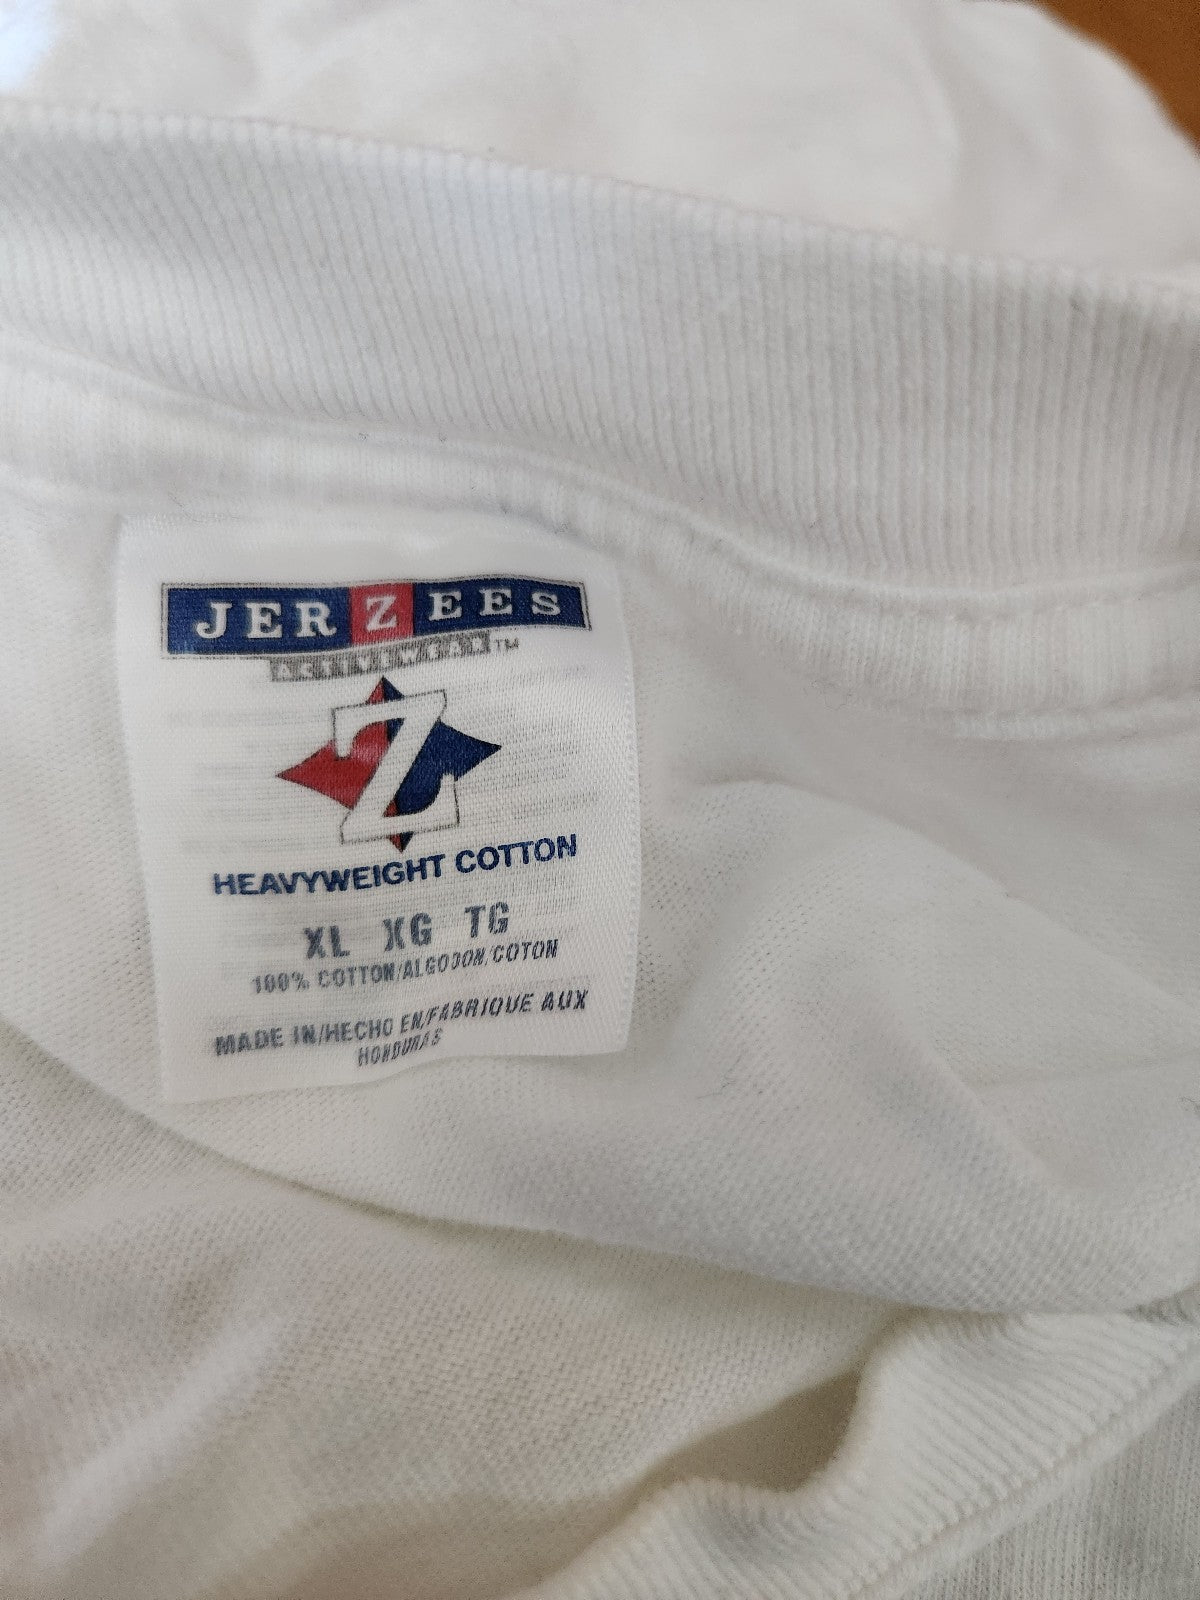 JERZEES
ACTIVEWEAR™
Z
HEAVYWEIGHT COTTON
XL XG TG
100% COTTON/ALGODON/COTON
MADE IN/HECHO EN/FABRIQUE AUX
HONDURAS